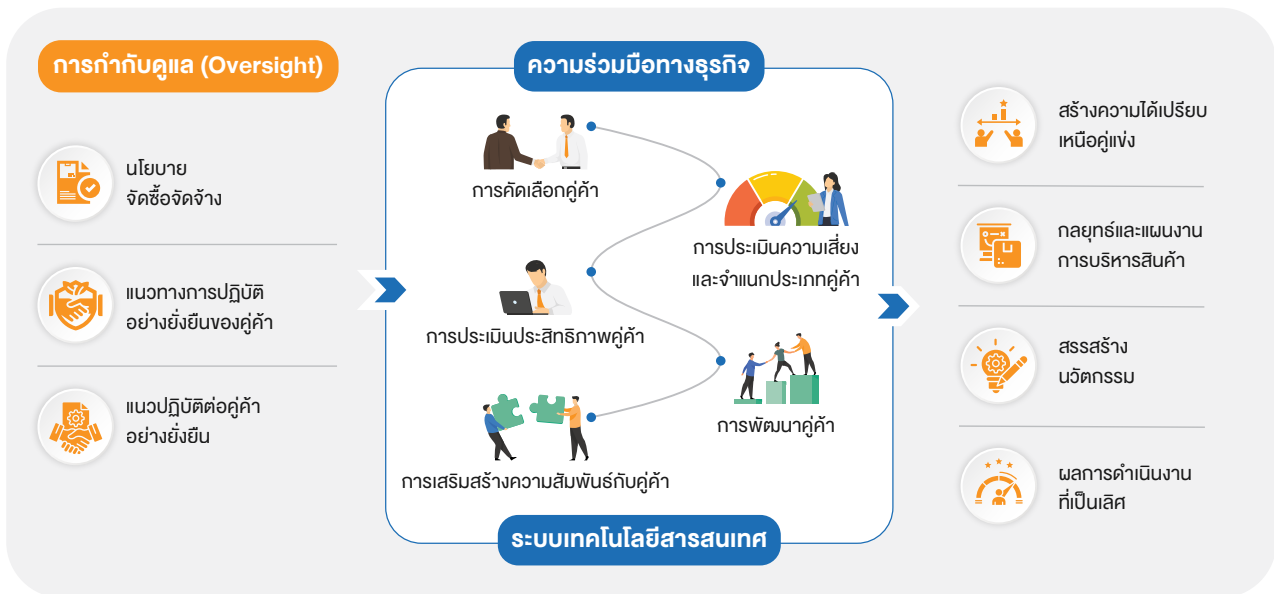 การกำกับดูแล (Oversight)
นโยบาย
จัดซื้อจัดจ้าง
แนวทางการปฏิบัติ
อย่างยั่งยืนของคู่ค้า
แนวปฏิบัติต่อคู่ค้า
อย่างยั่งยืน
ความร่วมมือทางธุรกิจ
การคัดเลือกคู่ค้า
การประเมินความเสี่ยง
และจำแนกประเภทคู่ค้า
การประเมินประสิทธิภาพคู่ค้า
การพัฒนาคู่ค้า
การเสริมสร้างความสัมพันธ์กับคู่ค้า
ระบบเทคโนโลยีสารสนเทศ
สร้างความได้เปรียบ
เหนือคู่แข่ง
กลยุทธ์และแผนงาน
การบริหารสินค้า
สรรสร้าง
นวัตกรรม
ผลการดำเนินงาน
ที่เป็นเลิศ